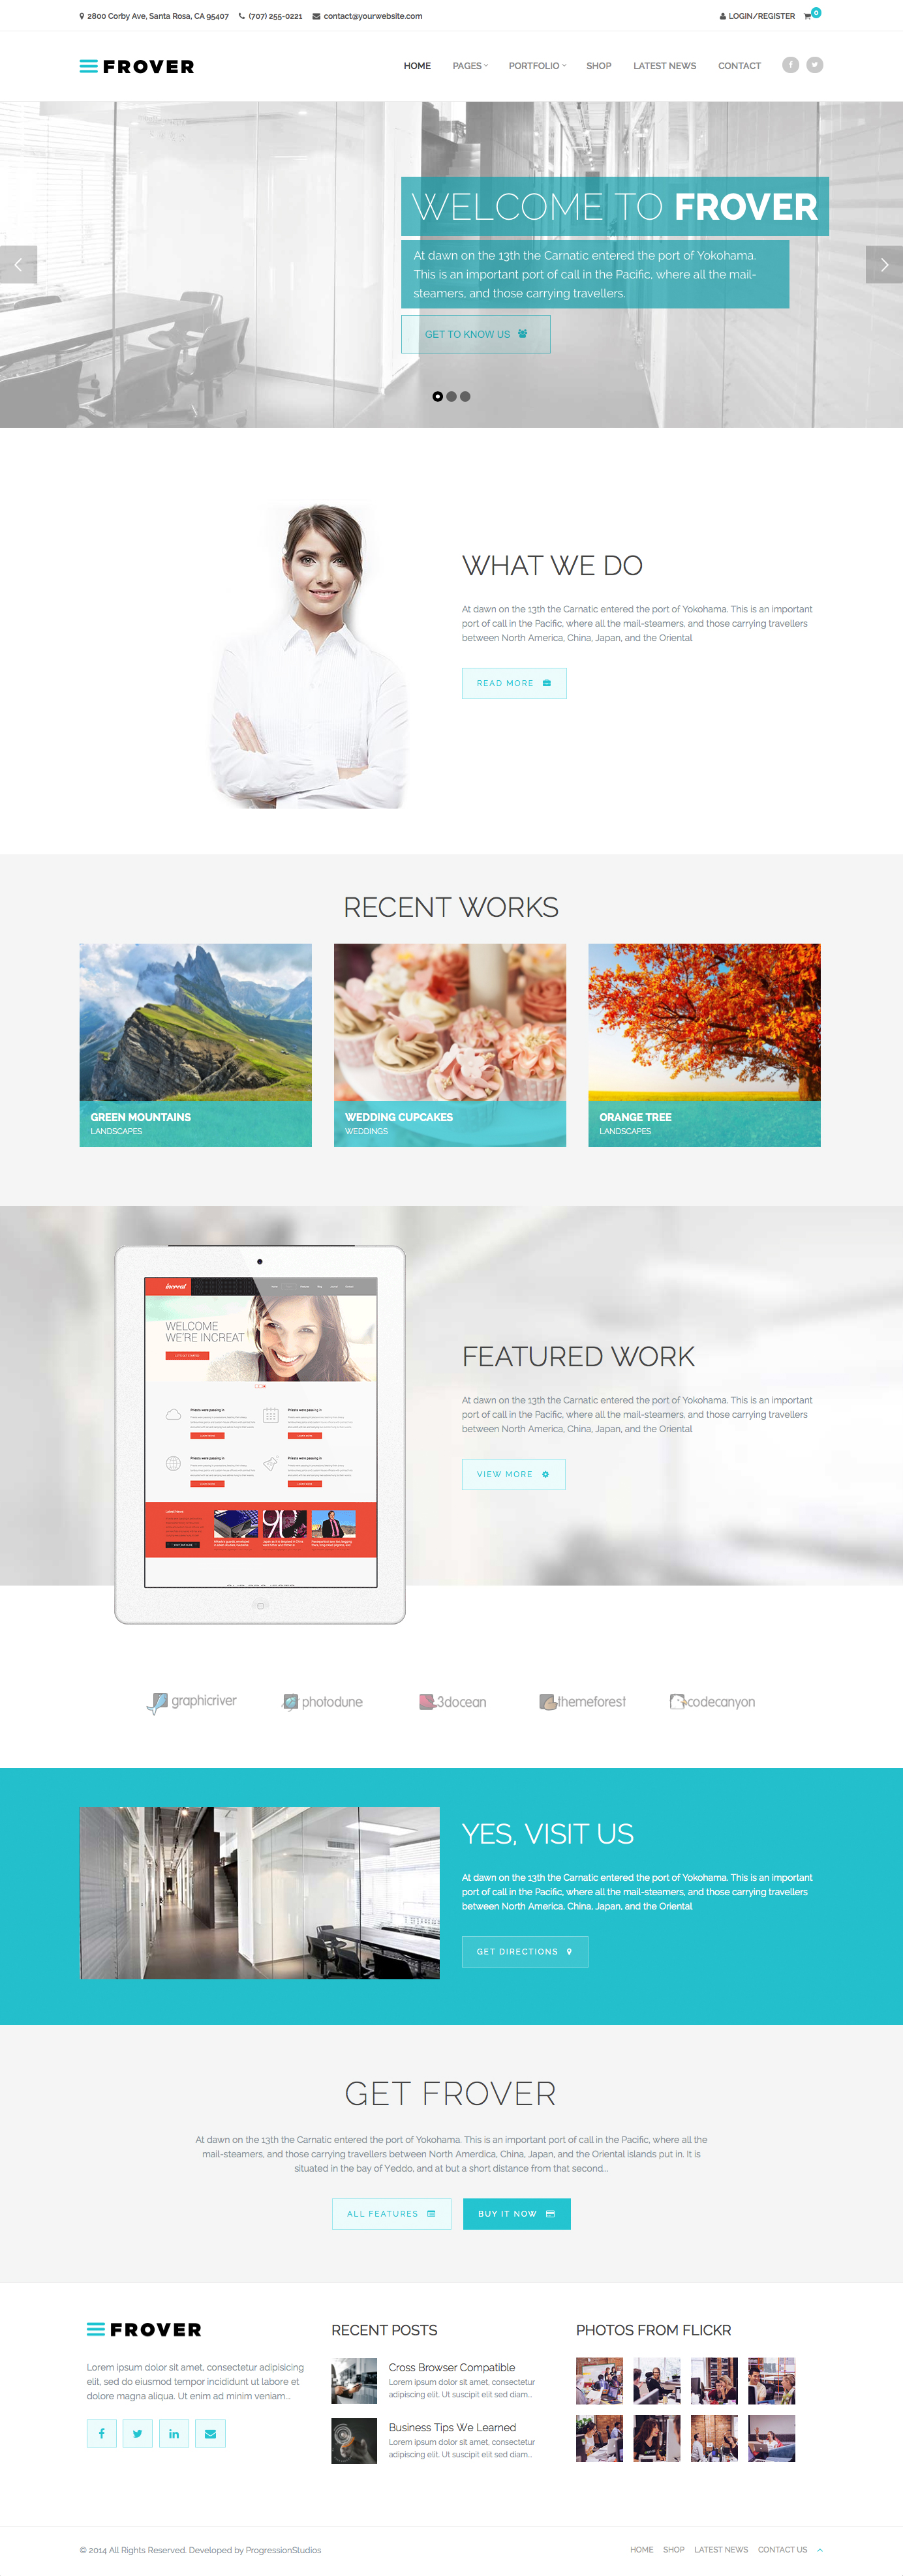 2800 Corby Ave, Santa Rosa, CA 95407 (707) 255-0221 contact@yourwebsite.com LOGIN/REGISTER 0
FROVER
HOME PAGES PORTFOLIO SHOP LATEST NEWS CONTACT
WELCOME TO FROVER
At dawn on the 13th the Carnatic entered the port of Yokohama.
This is an important port of call in the Pacific, where all the mail-
steamers, and those carrying travellers.
GET TO KNOW US
WHAT WE DO
At dawn on the 13th the Carnatic entered the port of Yokohama. This is an important
port of call in the Pacific, where all the mail-steamers, and those carrying travellers
between North America, China, Japan, and the Oriental
READ MORE
RECENT WORKS
GREEN MOUNTAINS
LANDSCAPES
WEDDING CUPCAKES
WEDDINGS
ORANGE TREE
LANDSCAPES
WELCOME
WE'RE INCREAT
FEATURED WORK
At dawn on the 13th the Carnatic entered the port of Yokohama. This is an important
port of call in the Pacific, where all the mail-steamers, and those carrying travellers
between North America, China, Japan, and the Oriental
VIEW MORE
graphicriver photodune 3docean themeforest codecanyon
YES, VISIT US
At dawn on the 13th the Carnatic entered the port of Yokohama. This is an important
port of call in the Pacific, where all the mail-steamers, and those carrying travellers
between North America, China, Japan, and the Oriental
GET DIRECTIONS
GET FROVER
At dawn on the 13th the Carnatic entered the port of Yokohama. This is an important port of call in the Pacific, where all the
mail-steamers, and those carrying travellers between North Amerdica, China, Japan, and the Oriental islands put in. It is
situated in the bay of Yeddo, and at but a short distance from that second...
ALL FEATURES BUY IT NOW
FROVER
Lorem ipsum dolor sit amet, consectetur adipisicing
elit, sed do eiusmod tempor incididunt ut labore et
dolore magna aliqua. Ut enim ad minim veniam...
RECENT POSTS
Cross Browser Compatible
Lorem ipsum dolor sit amet, consectetur
adipiscing elit. Ut suscipit elit sed diam...
Business Tips We Learned
Lorem ipsum dolor sit amet, consectetur
adipiscing elit. Ut suscipit elit sed diam...
PHOTOS FROM FLICKR
© 2014 All Rights Reserved. Developed by ProgressionStudios
HOME SHOP LATEST NEWS CONTACT US